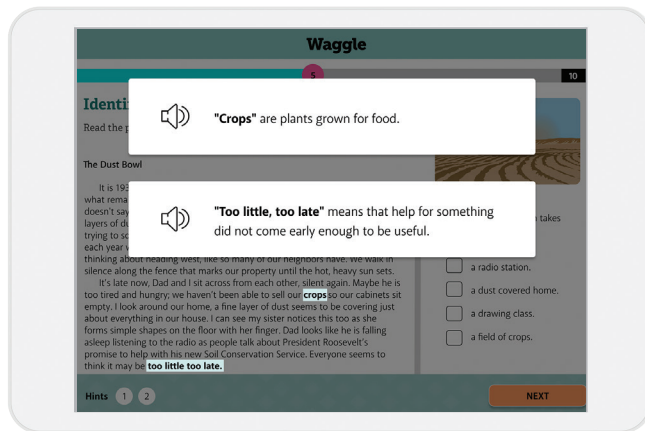 Waggle
5
10
Identi
Read the p
"Crops" are plants grown for food.
The Dust Bowl
It is 193
what rema
doesn't say
layers of du
trying to sc
each year w
"Too little, too late" means that help for something
did not come early enough to be useful.
thinking about heading west, like so many of our neighbors have. We walk in
silence along the fence that marks our property until the hot, heavy sun sets.
It's late now, Dad and I sit across from each other, silent again. Maybe he is
too tired and hungry; we haven't been able to sell our crops so our cabinets sit
empty. I look around our home, a fine layer of dust seems to be covering just
about everything in our house. I can see my sister notices this too as she
forms simple shapes on the floor with her finger. Dad looks like he is falling
asleep listening to the radio as people talk about President Roosevelt's
promise to help with his new Soil Conservation Service. Everyone seems to
think it may be too little too late.
takes
a radio station.
a dust covered home.
a drawing class.
a field of crops.
Hints 1 2
NEXT